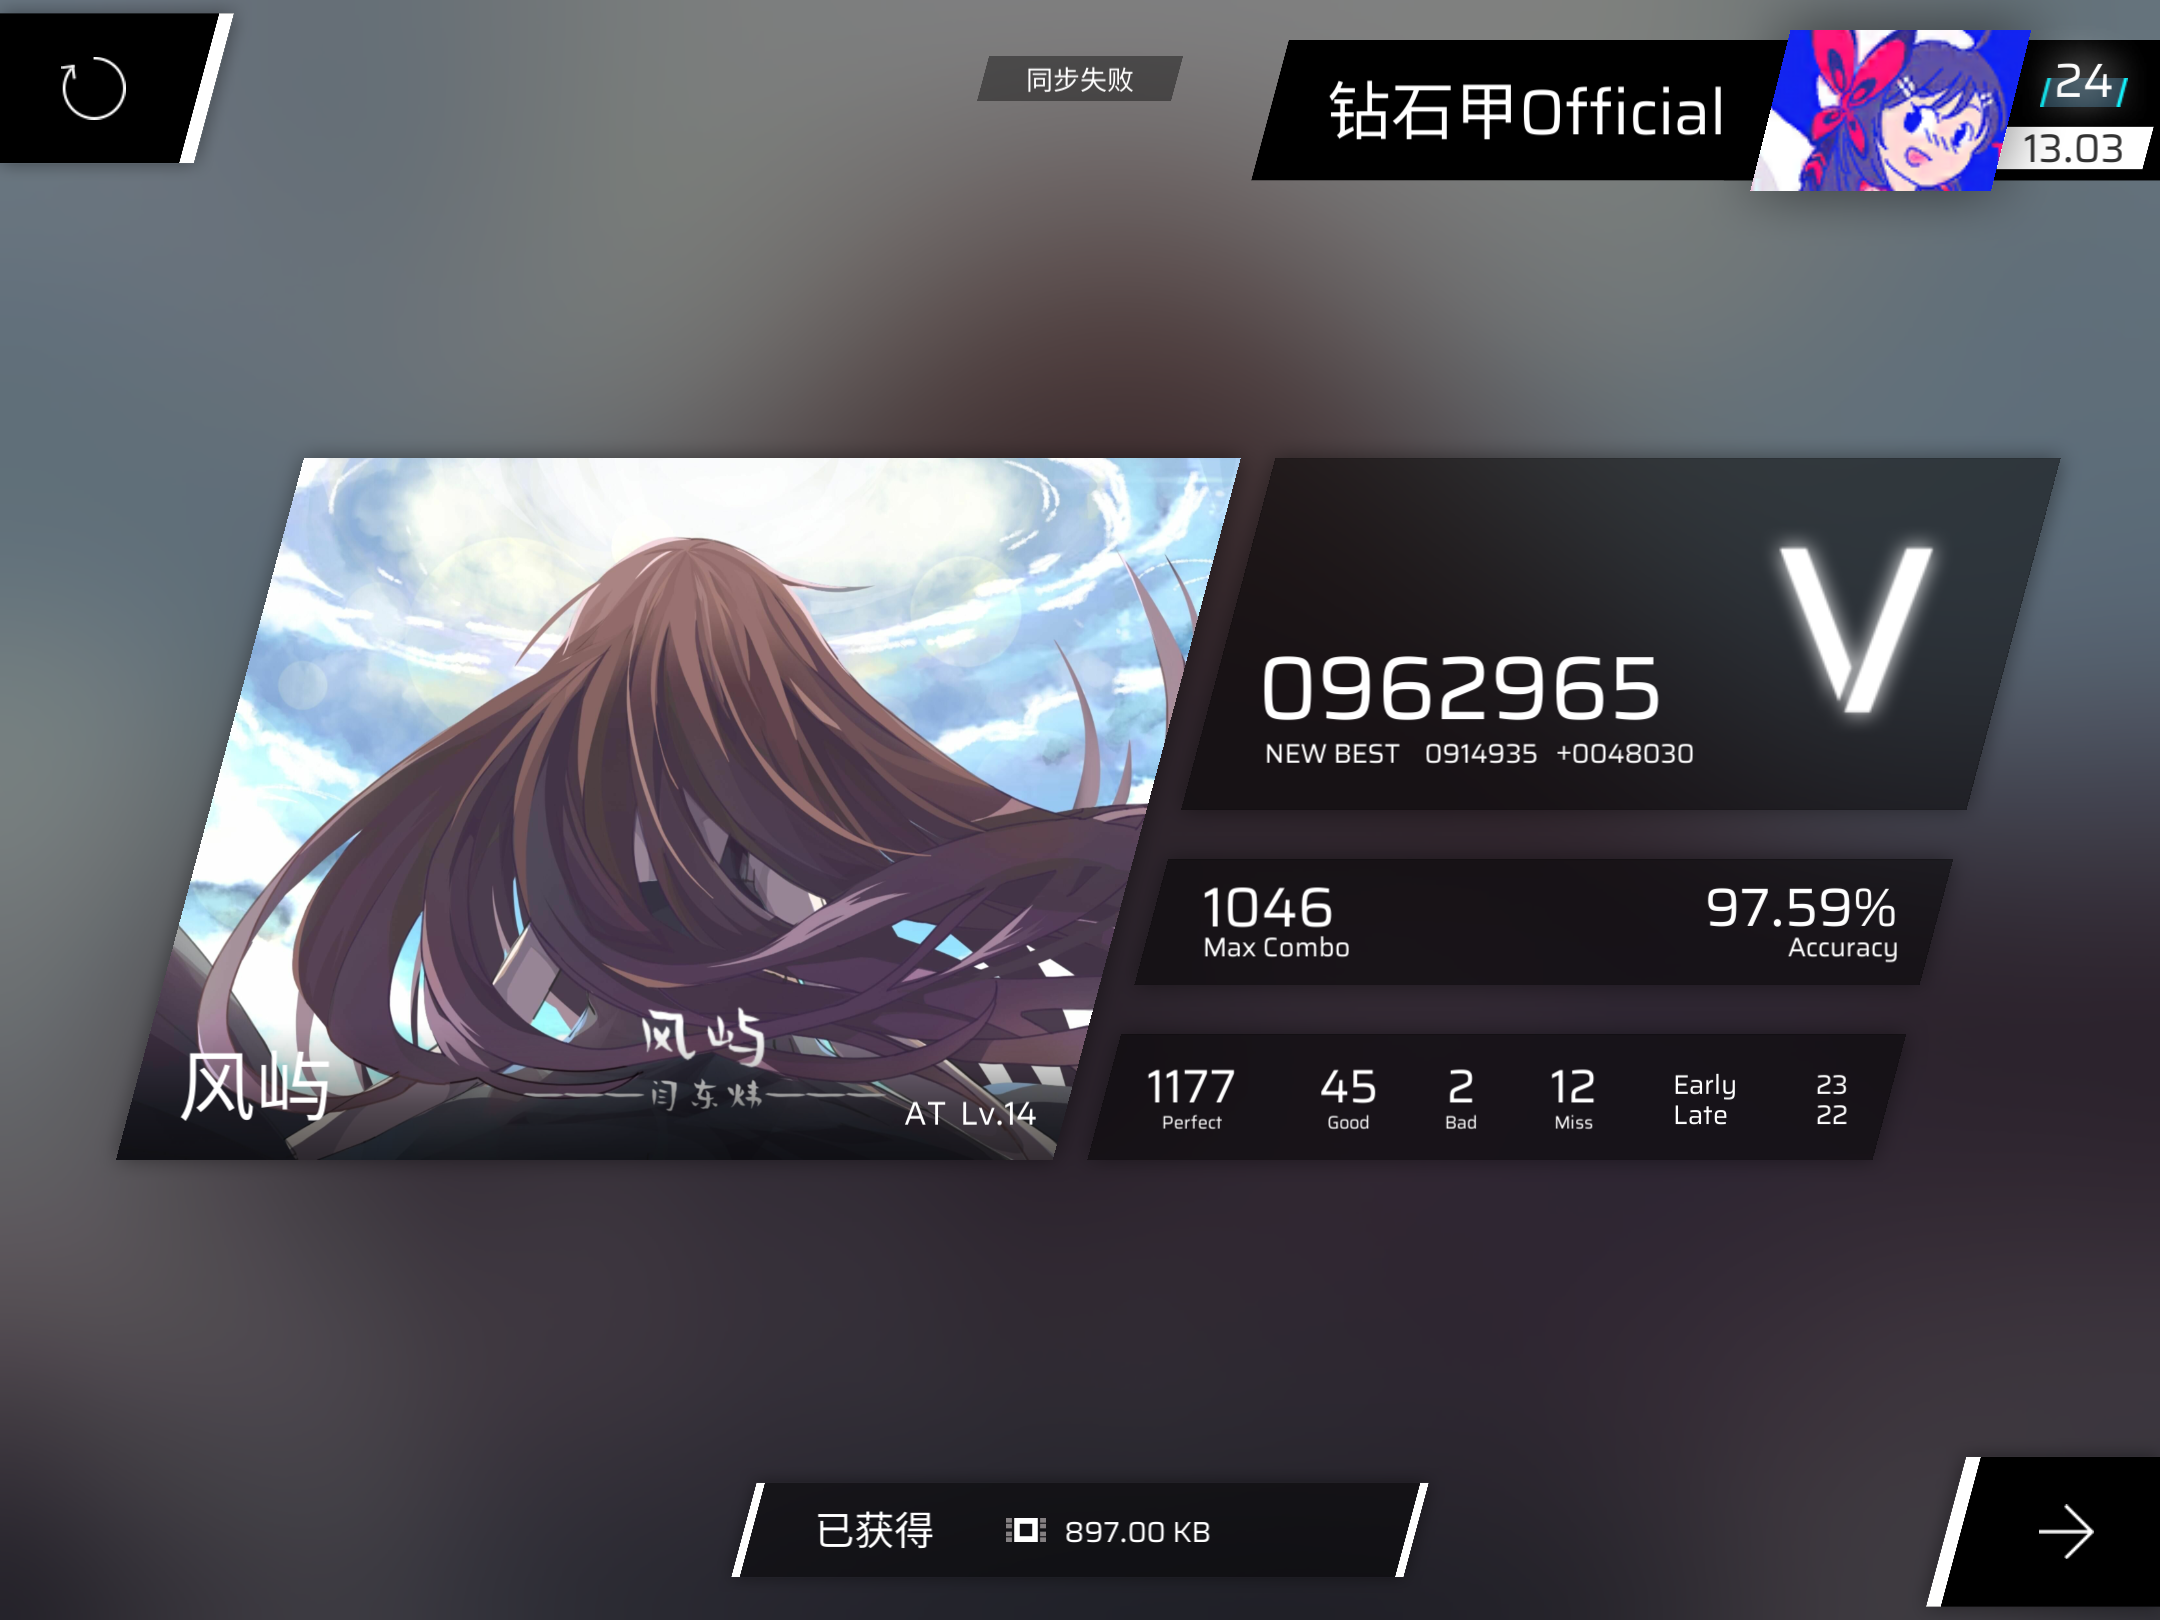 同步失败
钻石甲Official
24
13.03
0962965
V
NEW BEST 0914935 +0048030
1046
Max Combo
97.59%
Accuracy
风屿
闫东炜
风屿
AT Lv.14
1177
Perfect
45
Good
2
Bad
12
Miss
Early 23
Late 22
已获得 897.00 KB